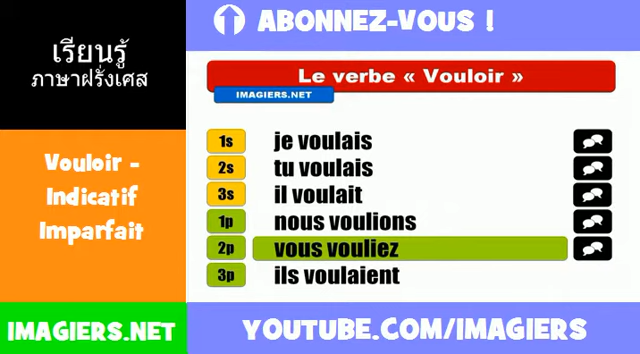 เรียนรู้
ภาษาฝรั่งเศส
Vouloir -
Indicatif
Imparfait
IMAGIERS.NET
ABONNEZ-VOUS !
Le verbe « Vouloir »
IMAGIERS.NET
1s je voulais
2s tu voulais
3s il voulait
1p nous voulions
2p vous vouliez
3p ils voulaient
YOUTUBE.COM/IMAGIERS